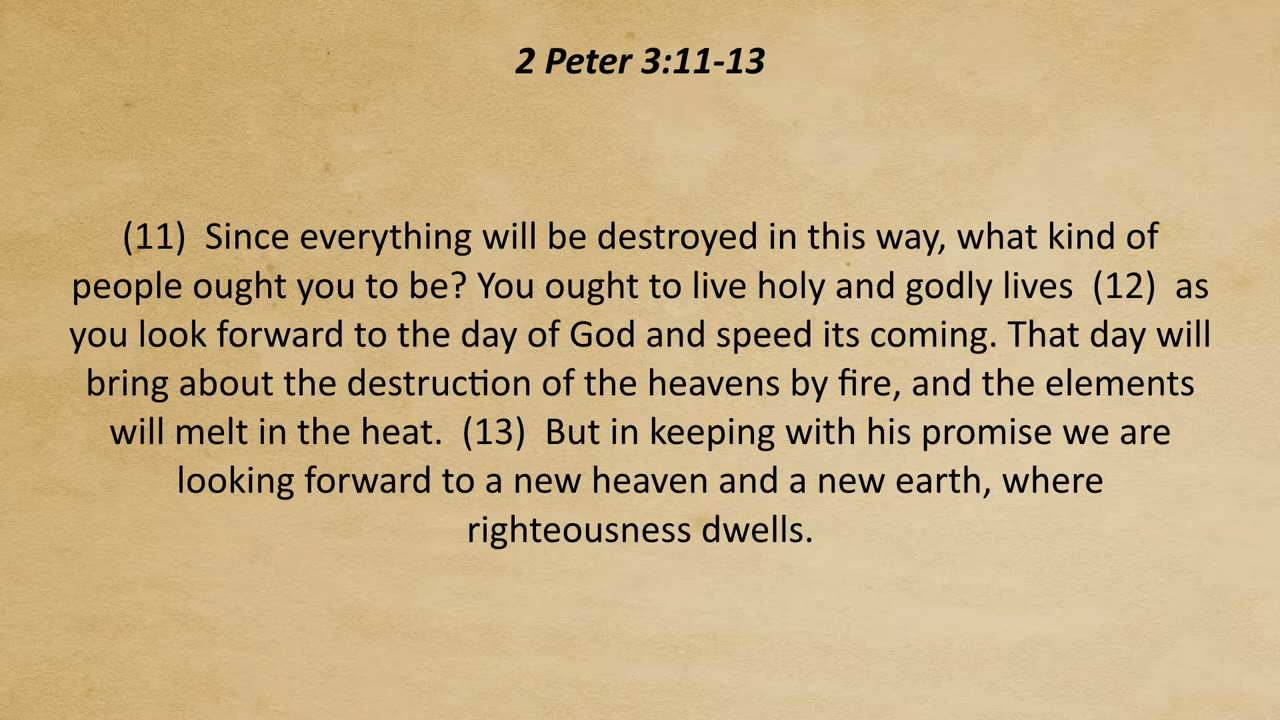 2 Peter 3:11-13
(11) Since everything will be destroyed in this way, what kind of
people ought you to be? You ought to live holy and godly lives (12) as
you look forward to the day of God and speed its coming. That day will
bring about the destruction of the heavens by fire, and the elements
will melt in the heat. (13) But in keeping with his promise we are
looking forward to a new heaven and a new earth, where
righteousness dwells.